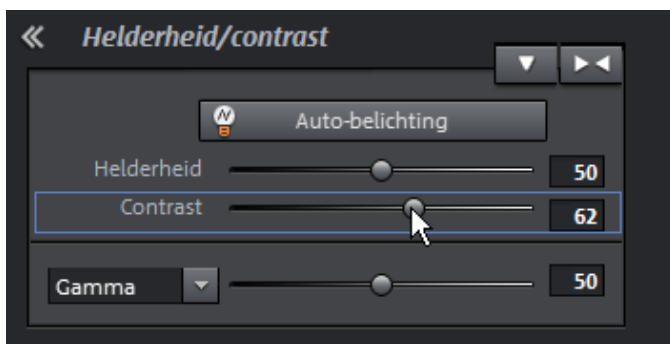 Helderheid/contrast
Auto-belichting
Helderheid 50
Contrast 62
Gamma 50